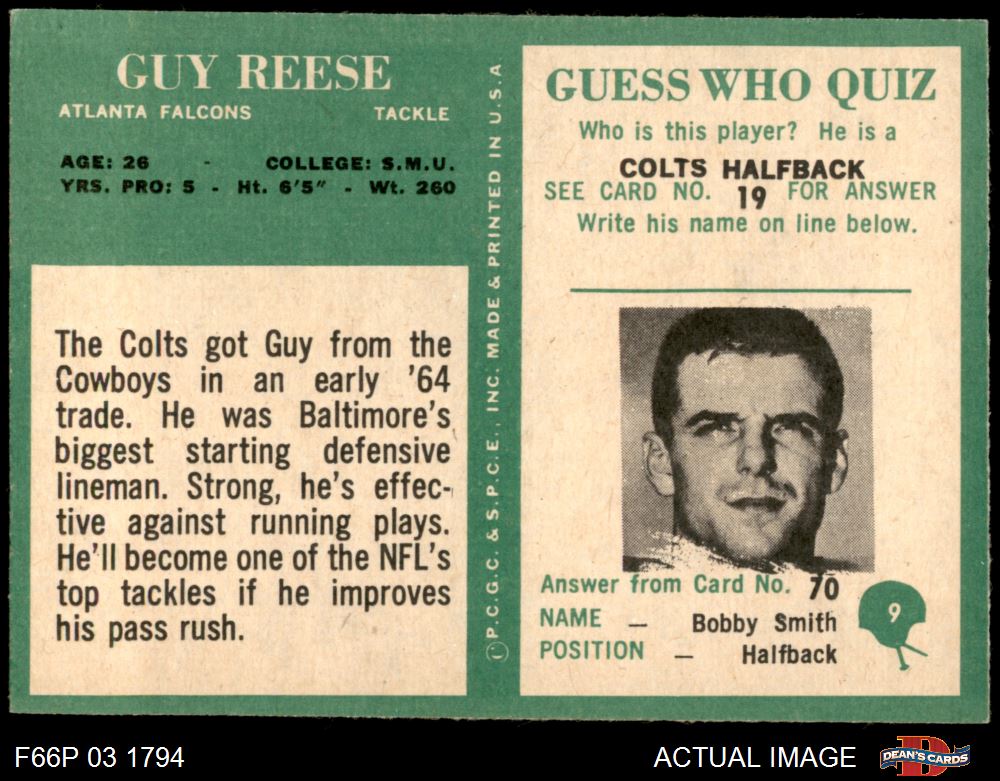 GUY REESE
ATLANTA FALCONS TACKLE
AGE: 26 - COLLEGE: S.M.U.
YRS. PRO: 5 - Ht. 6'5" - Wt. 260
The Colts got Guy from the
Cowboys in an early '64
trade. He was Baltimore's
biggest starting defensive
lineman. Strong, he's effec-
tive against running plays.
He'll become one of the NFL's
top tackles if he improves
his pass rush.
©P.C.G.C. & S.P.C.E., INC. MADE & PRINTED IN U.S.A
GUESS WHO QUIZ
Who is this player? He is a
COLTS HALFBACK
SEE CARD NO. 19 FOR ANSWER
Write his name on line below.
Answer from Card No. 70
NAME – Bobby Smith
POSITION – Halfback
9
F66P 03 1794
ACTUAL IMAGE
DEAN'S CARDS